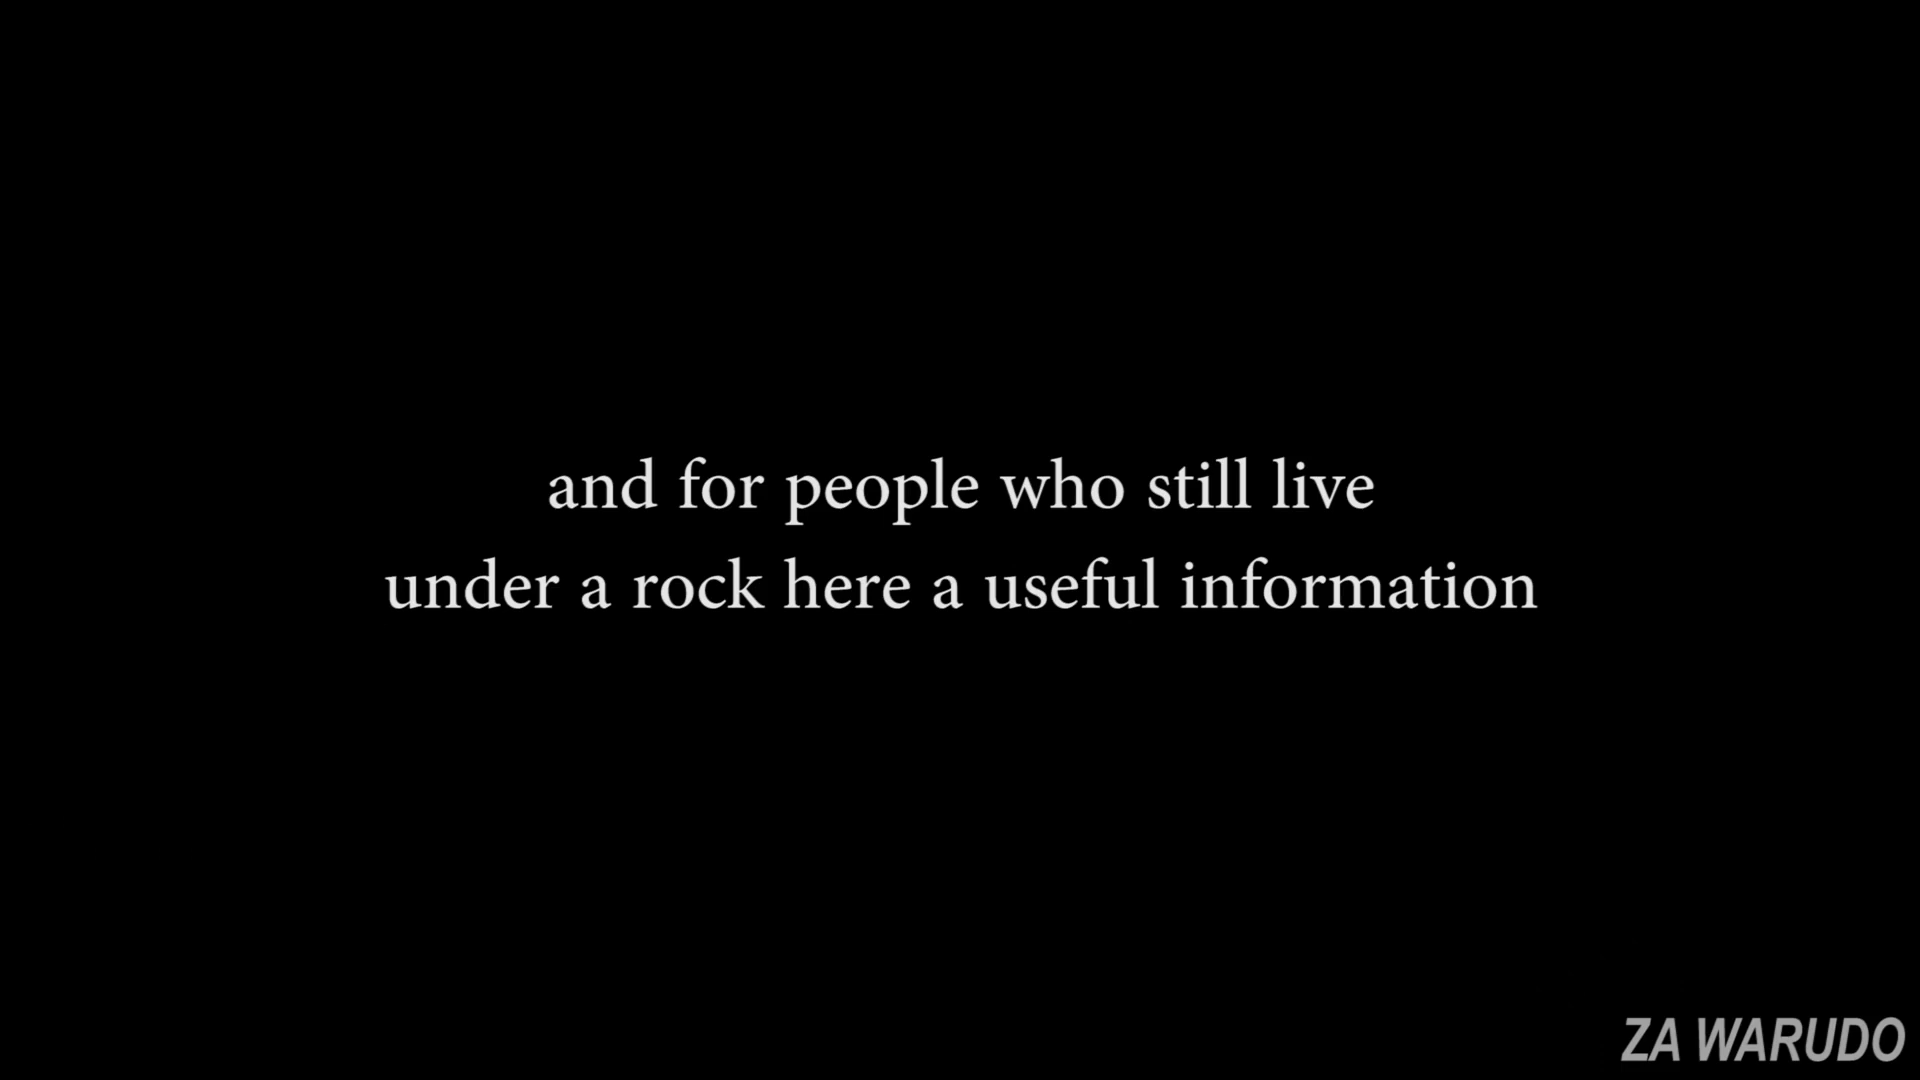 and for people who still live
under a rock here a useful information
ZA WARUDO